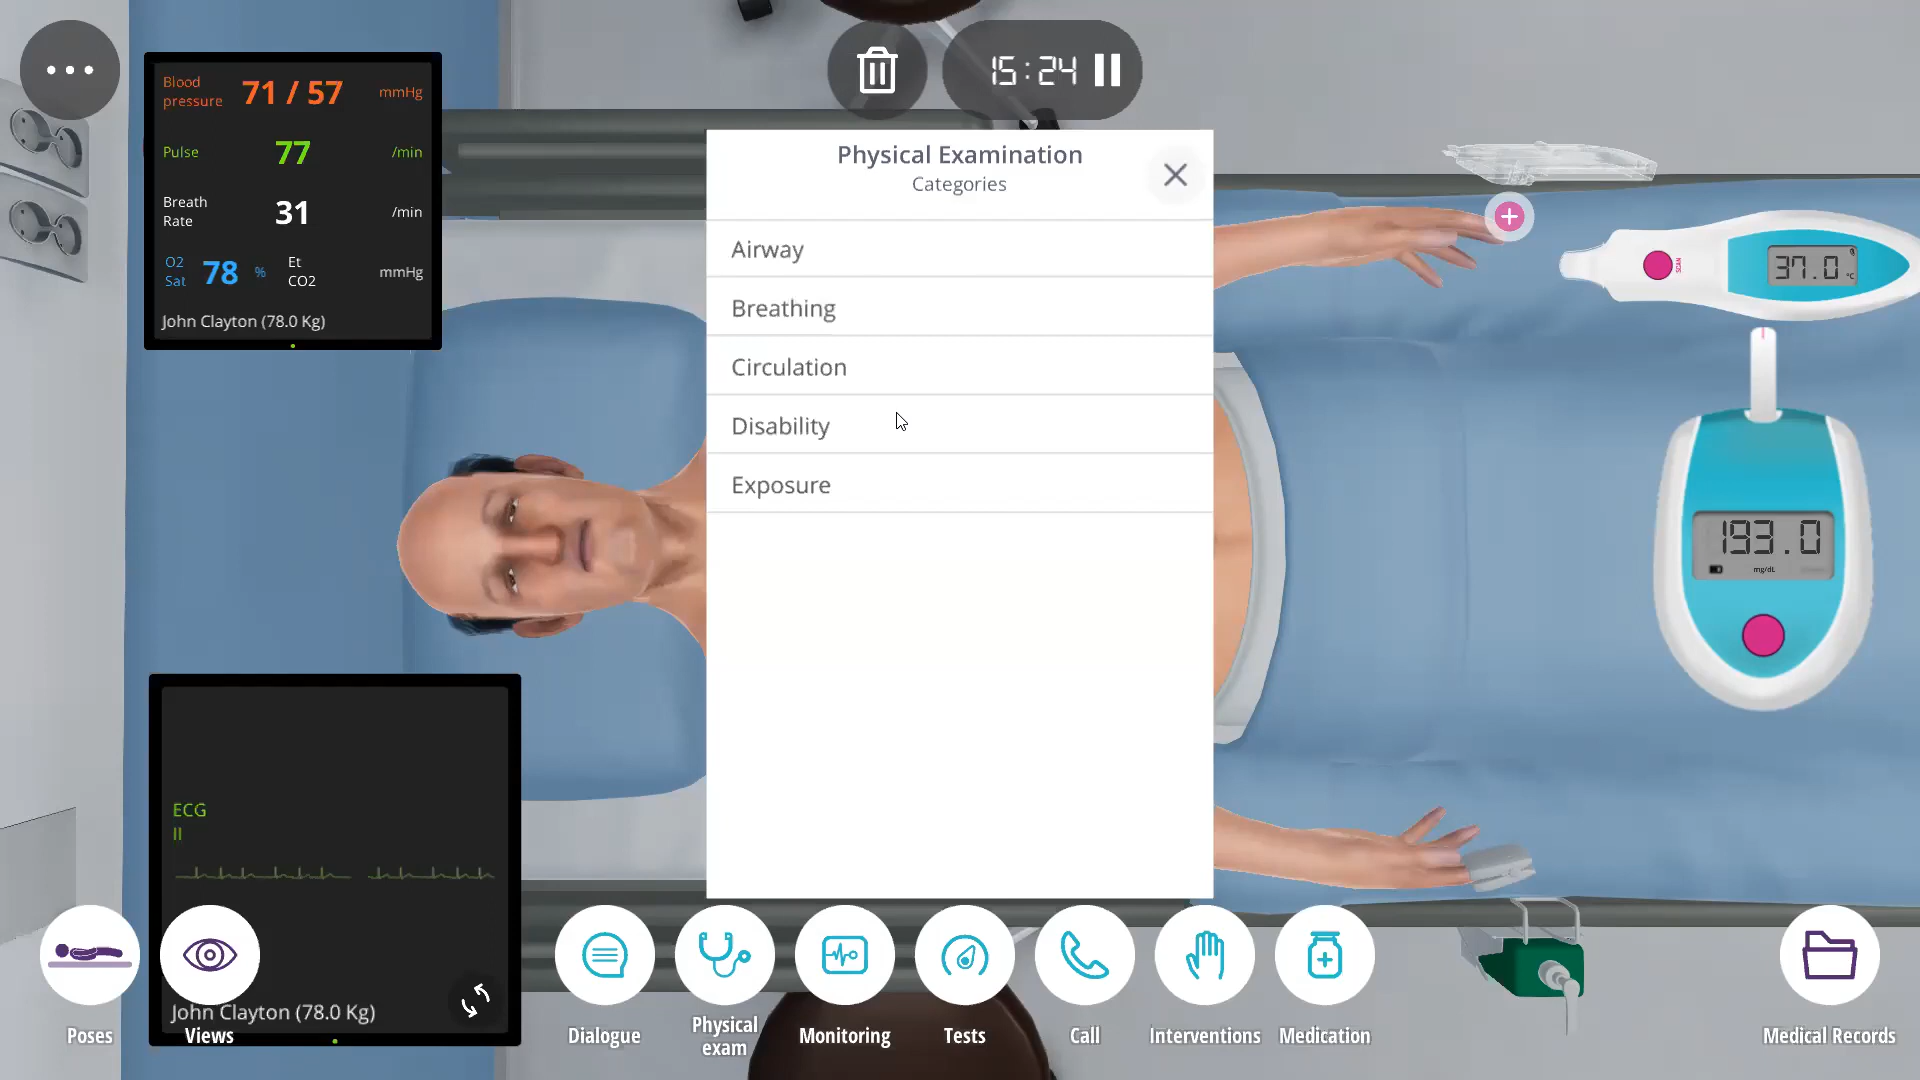 Blood
pressure
71 / 57
mmHg
Pulse
77
/min
Breath
Rate
31
/min
O2
Sat
78
%
Et
CO2
mmHg
John Clayton (78.0 Kg)
15:24
Physical Examination
Categories
Airway
Breathing
Circulation
Disability
Exposure
SCAN
37.0
°C
193.0
mg/dL
ECG
II
John Clayton (78.0 Kg)
Poses
Views
Dialogue
Physical
exam
Monitoring
Tests
Call
Interventions
Medication
Medical Records